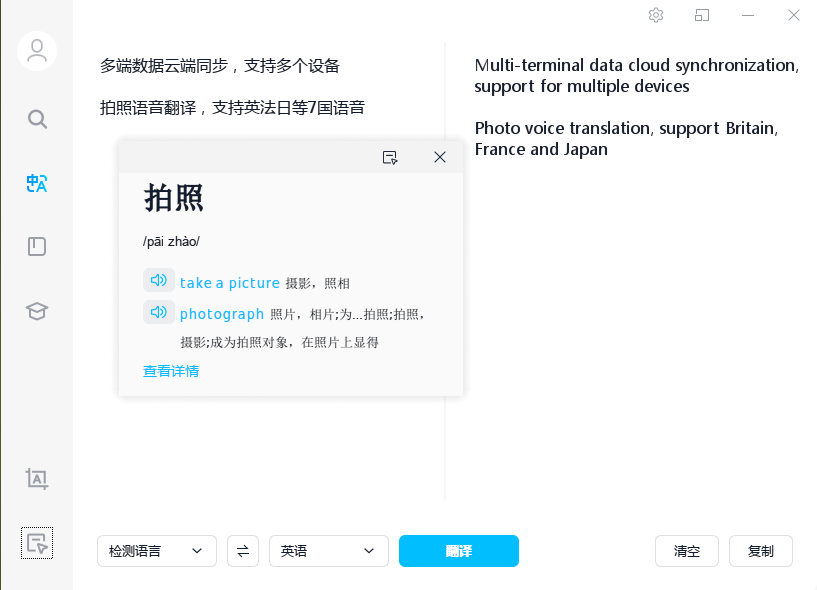 多端数据云端同步，支持多个设备
拍照语音翻译，支持英法日等7国语音
Multi-terminal data cloud synchronization,
support for multiple devices
Photo voice translation, support Britain,
France and Japan
拍照
/pāi zhào/
take a picture 摄影，照相
photograph 照片，相片;为...拍照;拍照，
摄影;成为拍照对象，在照片上显得
查看详情
检测语言
英语
翻译
清空
复制